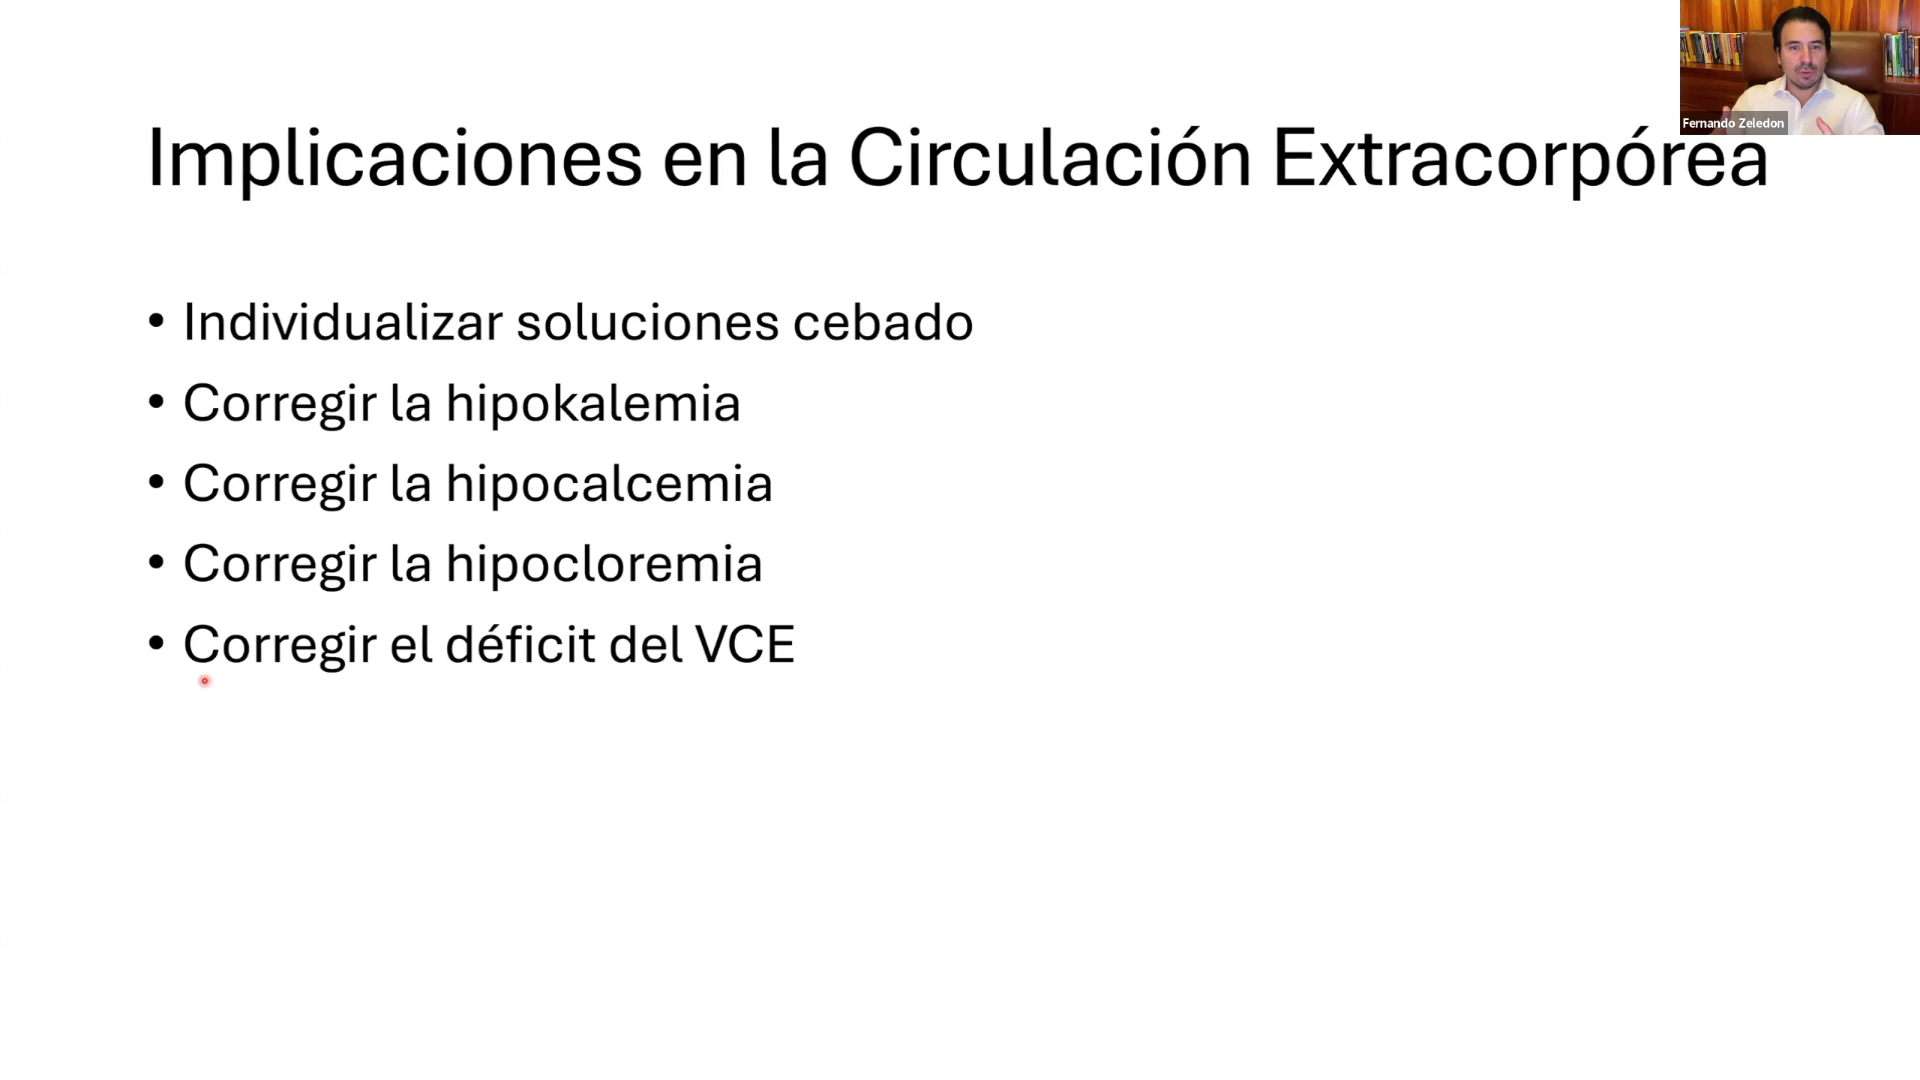 Fernando Zeledon
Implicaciones en la Circulación Extracorpórea
• Individualizar soluciones cebado
• Corregir la hipokalemia
• Corregir la hipocalcemia
• Corregir la hipocloremia
• Corregir el déficit del VCE